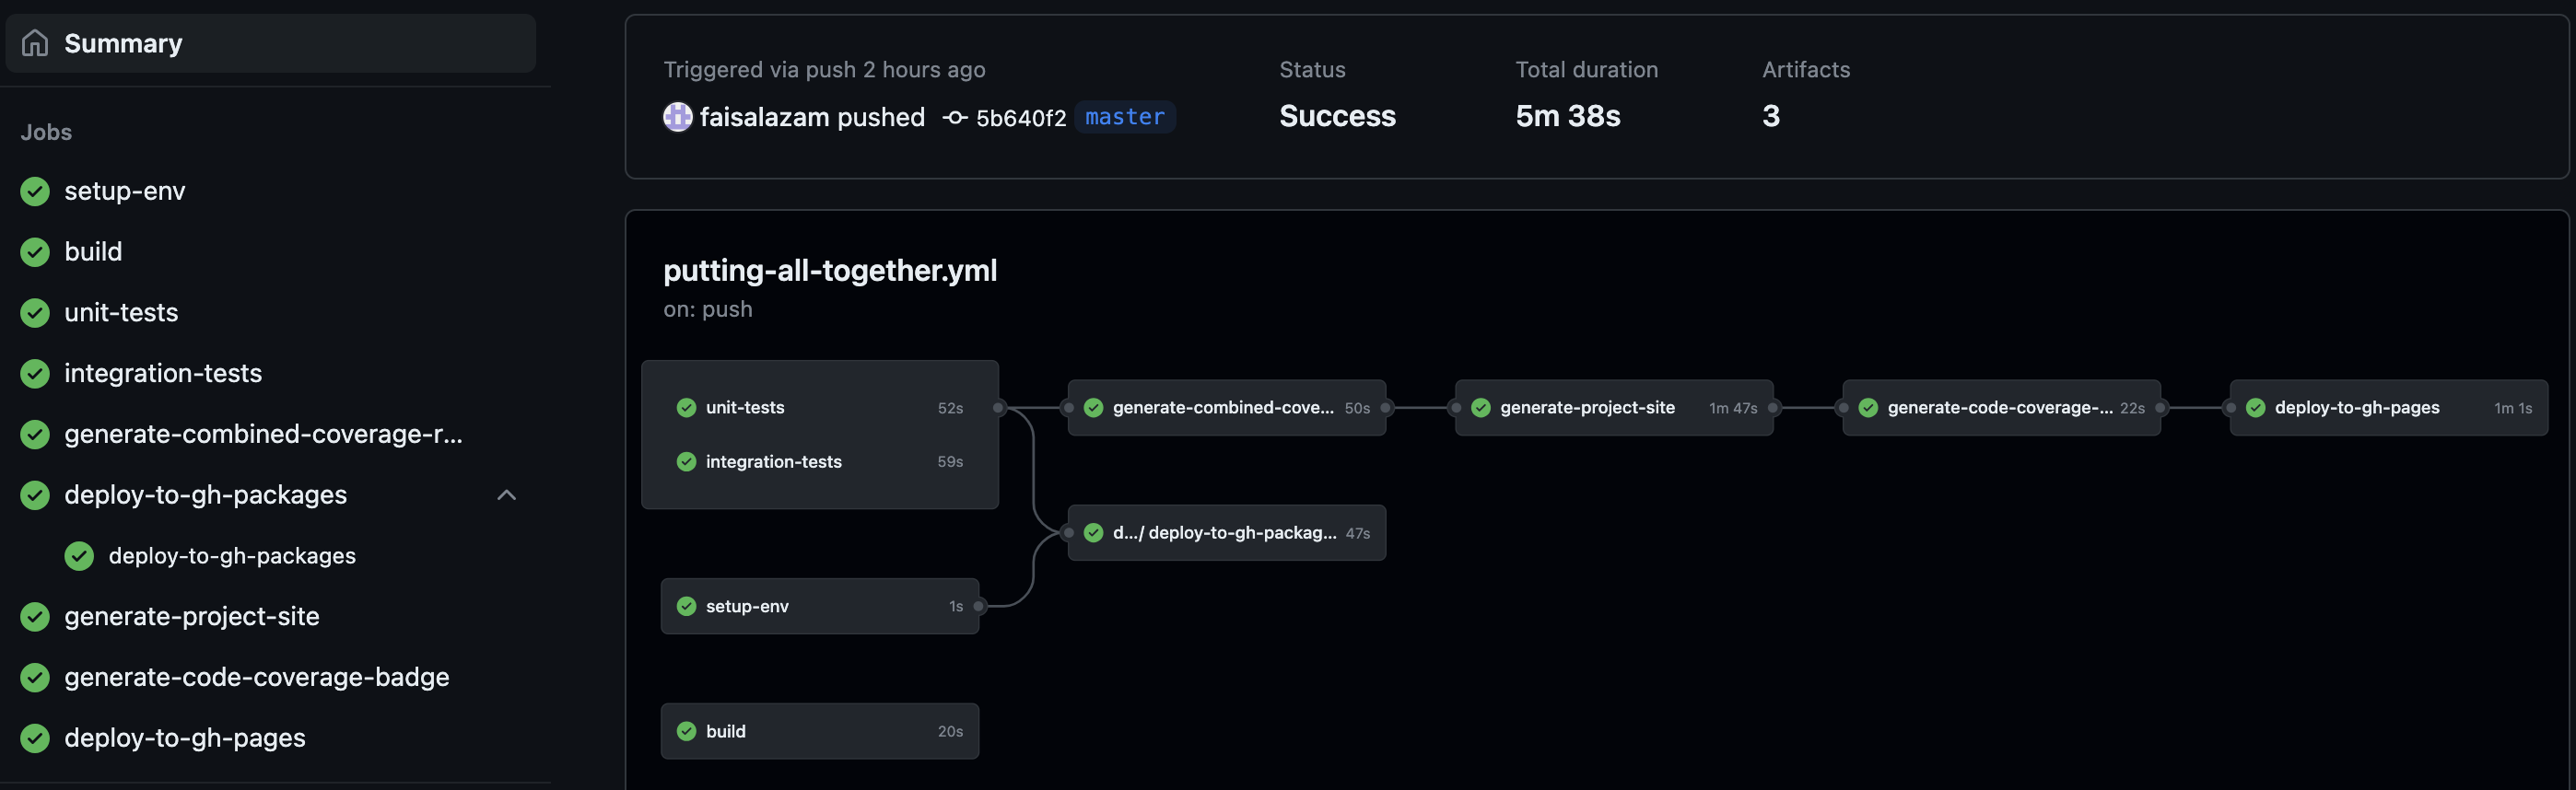 Summary
Jobs
setup-env
build
unit-tests
integration-tests
generate-combined-coverage-r...
deploy-to-gh-packages
deploy-to-gh-packages
generate-project-site
generate-code-coverage-badge
deploy-to-gh-pages
Triggered via push 2 hours ago
faisalazam pushed 5b640f2 master
Status
Success
Total duration
5m 38s
Artifacts
3
putting-all-together.yml
on: push
unit-tests 52s
integration-tests 59s
generate-combined-cove... 50s
generate-project-site 1m 47s
generate-code-coverage-... 22s
deploy-to-gh-pages 1m 1s
d.../ deploy-to-gh-packag... 47s
setup-env 1s
build 20s